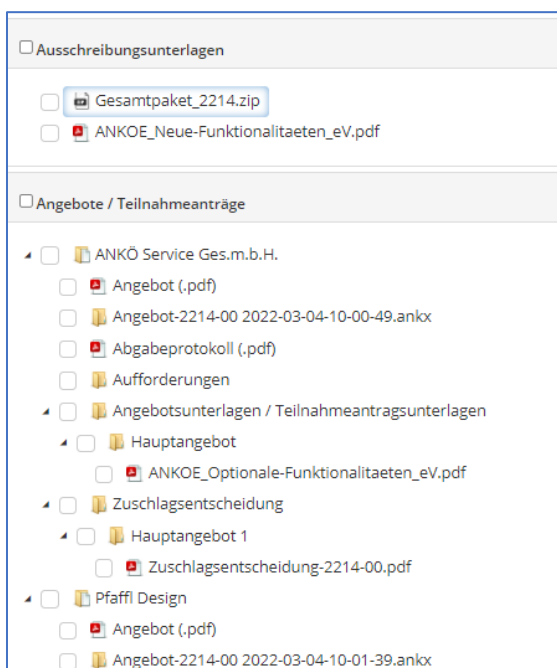 Ausschreibungsunterlagen
Gesamtpaket_2214.zip
ANKOE_Neue-Funktionalitaeten_eV.pdf
Angebote / Teilnahmeanträge
ANKÖ Service Ges.m.b.H.
Angebot (.pdf)
Angebot-2214-00 2022-03-04-10-00-49.ankx
Abgabeprotokoll (.pdf)
Aufforderungen
Angebotsunterlagen / Teilnahmeantragsunterlagen
Hauptangebot
ANKOE_Optionale-Funktionalitaeten_eV.pdf
Zuschlagsentscheidung
Hauptangebot 1
Zuschlagsentscheidung-2214-00.pdf
Pfaffl Design
Angebot (.pdf)
Angebot-2214-00 2022-03-04-10-01-39.ankx